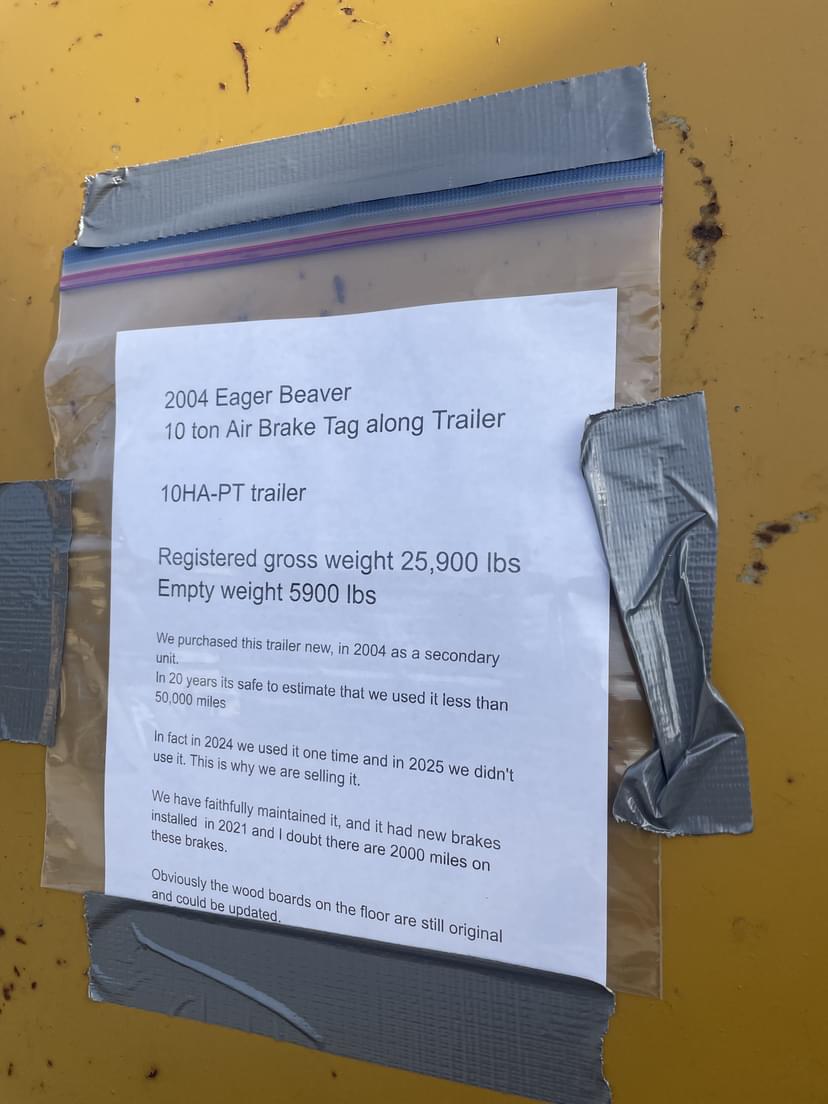 2004 Eager Beaver
10 ton Air Brake Tag along Trailer
10HA-PT trailer
Registered gross weight 25,900 lbs
Empty weight 5900 lbs
We purchased this trailer new, in 2004 as a secondary
unit.
In 20 years its safe to estimate that we used it less than
50,000 miles
In fact in 2024 we used it one time and in 2025 we didn't
use it. This is why we are selling it.
We have faithfully maintained it, and it had new brakes
installed in 2021 and I doubt there are 2000 miles on
these brakes.
Obviously the wood boards on the floor are still original
and could be updated.